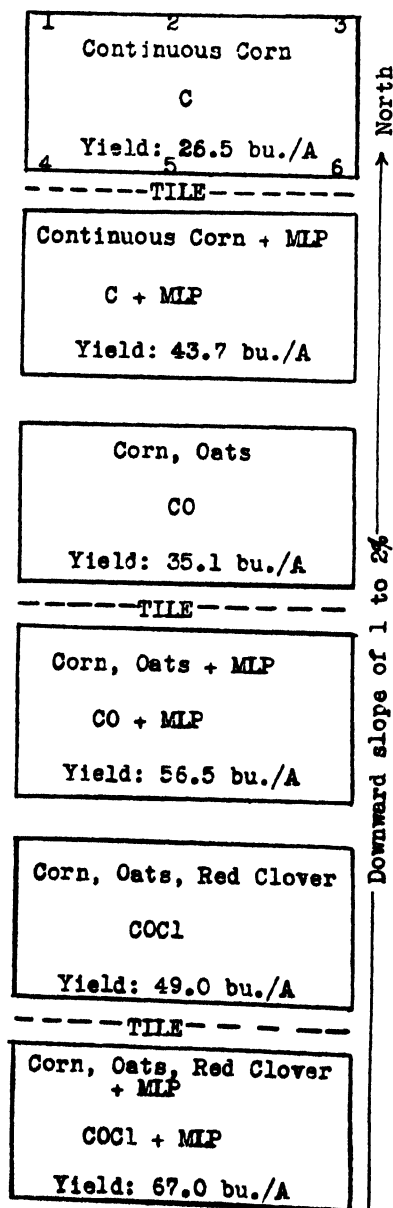 1 2 3
Continuous Corn
C
Yield: 26.5 bu./A
4 5 6
TILE
Continuous Corn + MLP
C + MLP
Yield: 43.7 bu./A
Corn, Oats
CO
Yield: 35.1 bu./A
TILE
Corn, Oats + MLP
CO + MLP
Yield: 56.5 bu./A
Corn, Oats, Red Clover
COCl
Yield: 49.0 bu./A
TILE
Corn, Oats, Red Clover
+ MLP
COCl + MLP
Yield: 67.0 bu./A
North
Downward slope of 1 to 2%